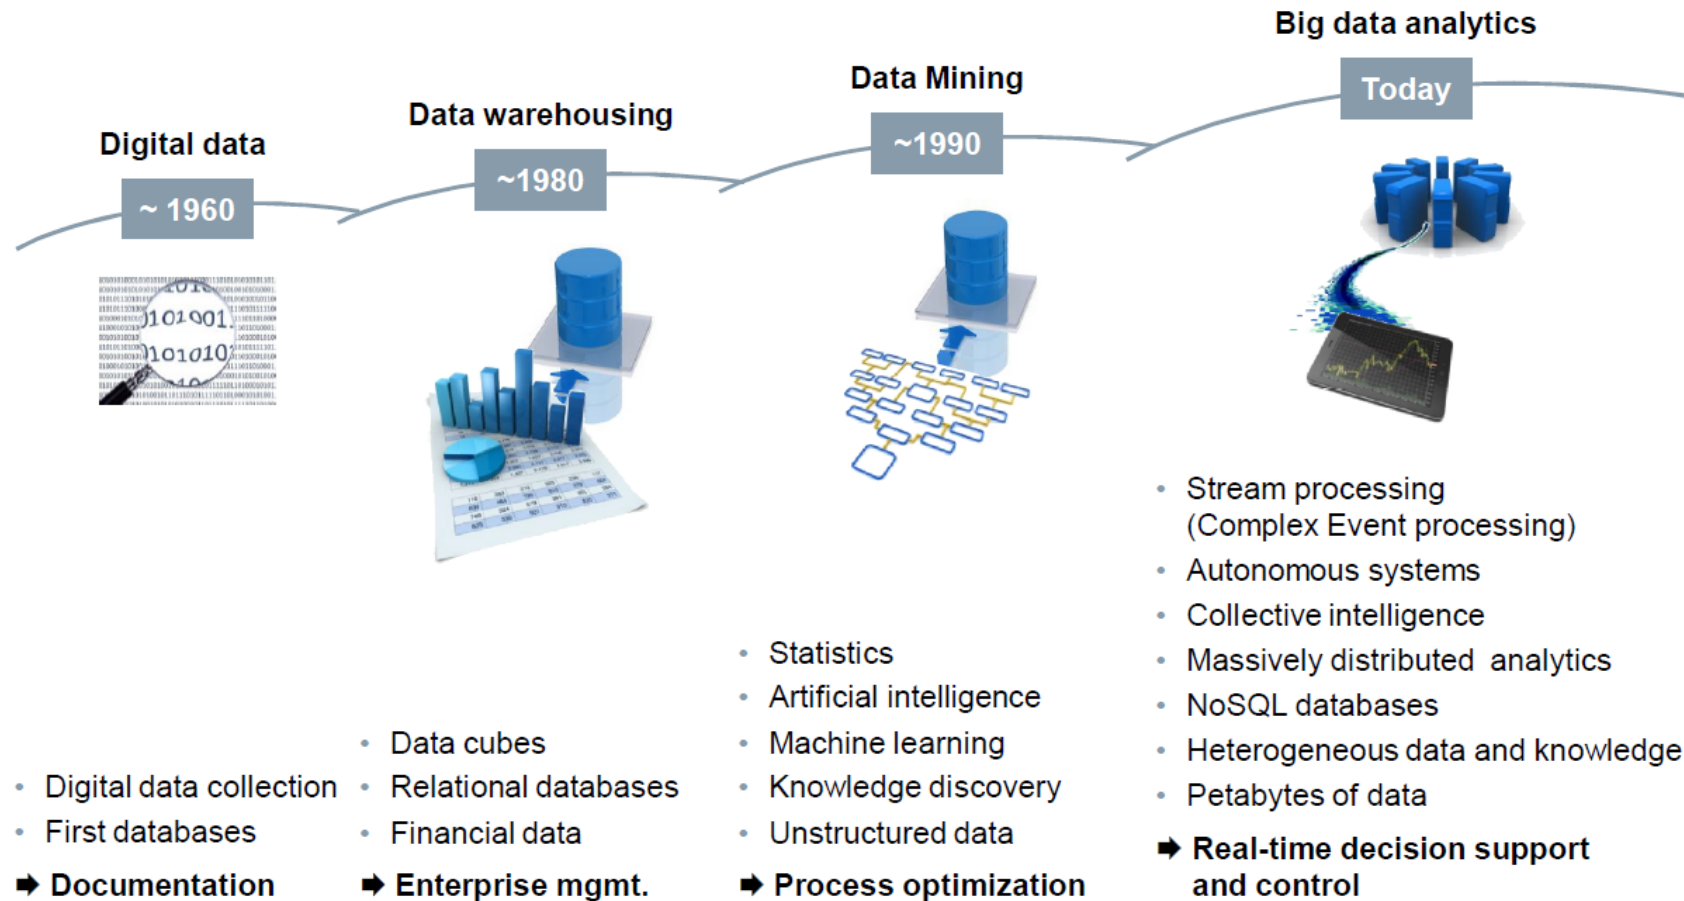 Digital data
~ 1960
• Digital data collection
• First databases
➨ Documentation
Data warehousing
~1980
• Data cubes
• Relational databases
• Financial data
➨ Enterprise mgmt.
Data Mining
~1990
• Statistics
• Artificial intelligence
• Machine learning
• Knowledge discovery
• Unstructured data
➨ Process optimization
Big data analytics
Today
• Stream processing
(Complex Event processing)
• Autonomous systems
• Collective intelligence
• Massively distributed analytics
• NoSQL databases
• Heterogeneous data and knowledge
• Petabytes of data
➨ Real-time decision support
and control